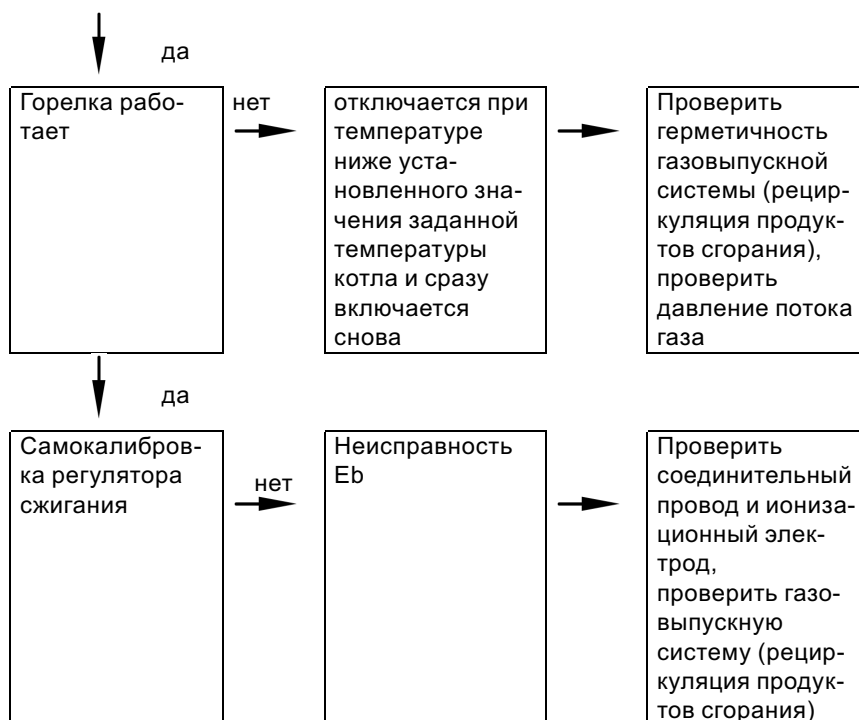 да
Горелка рабо-
тает
нет
отключается при
температуре
ниже уста-
новленного зна-
чения заданной
температуры
котла и сразу
включается
снова
Проверить
герметичность
газовыпускной
системы (рецир-
куляция продук-
тов сгорания),
проверить
давление потока
газа
да
Самокалибров-
ка регулятора
сжигания
нет
Неисправность
Eb
Проверить
соединительный
провод и иониза-
ционный элек-
трод,
проверить газо-
выпускную
систему (рецир-
куляция продук-
тов сгорания)